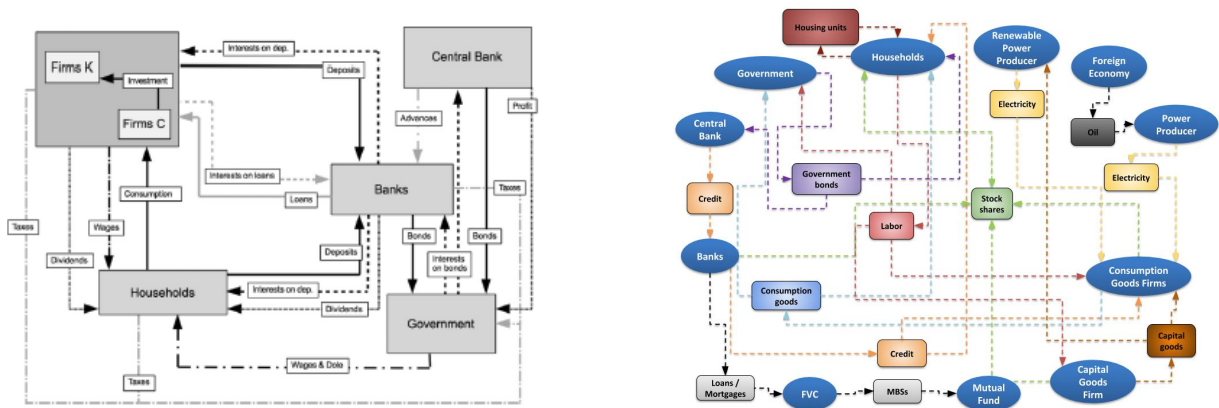 Interests on dep.
Firms K
Deposits
Central Bank
Investment
Firms C
Profit
Advances
Interests on loans
Banks
Taxes
Loans
Consumption
Taxes
Wages
Bonds
Bonds
Deposits
Interests
on bonds
Dividends
Households
Interests on dep.
Dividends
Government
Wages & Dole
Taxes
Housing units
Households
Renewable
Power
Producer
Government
Foreign
Economy
Electricity
Central
Bank
Oil
Power
Producer
Government
bonds
Electricity
Credit
Stock
shares
Labor
Banks
Consumption
Goods Firms
Consumption
goods
Capital
goods
Credit
Loans /
Mortgages
FVC
MBSs
Mutual
Fund
Capital
Goods
Firm